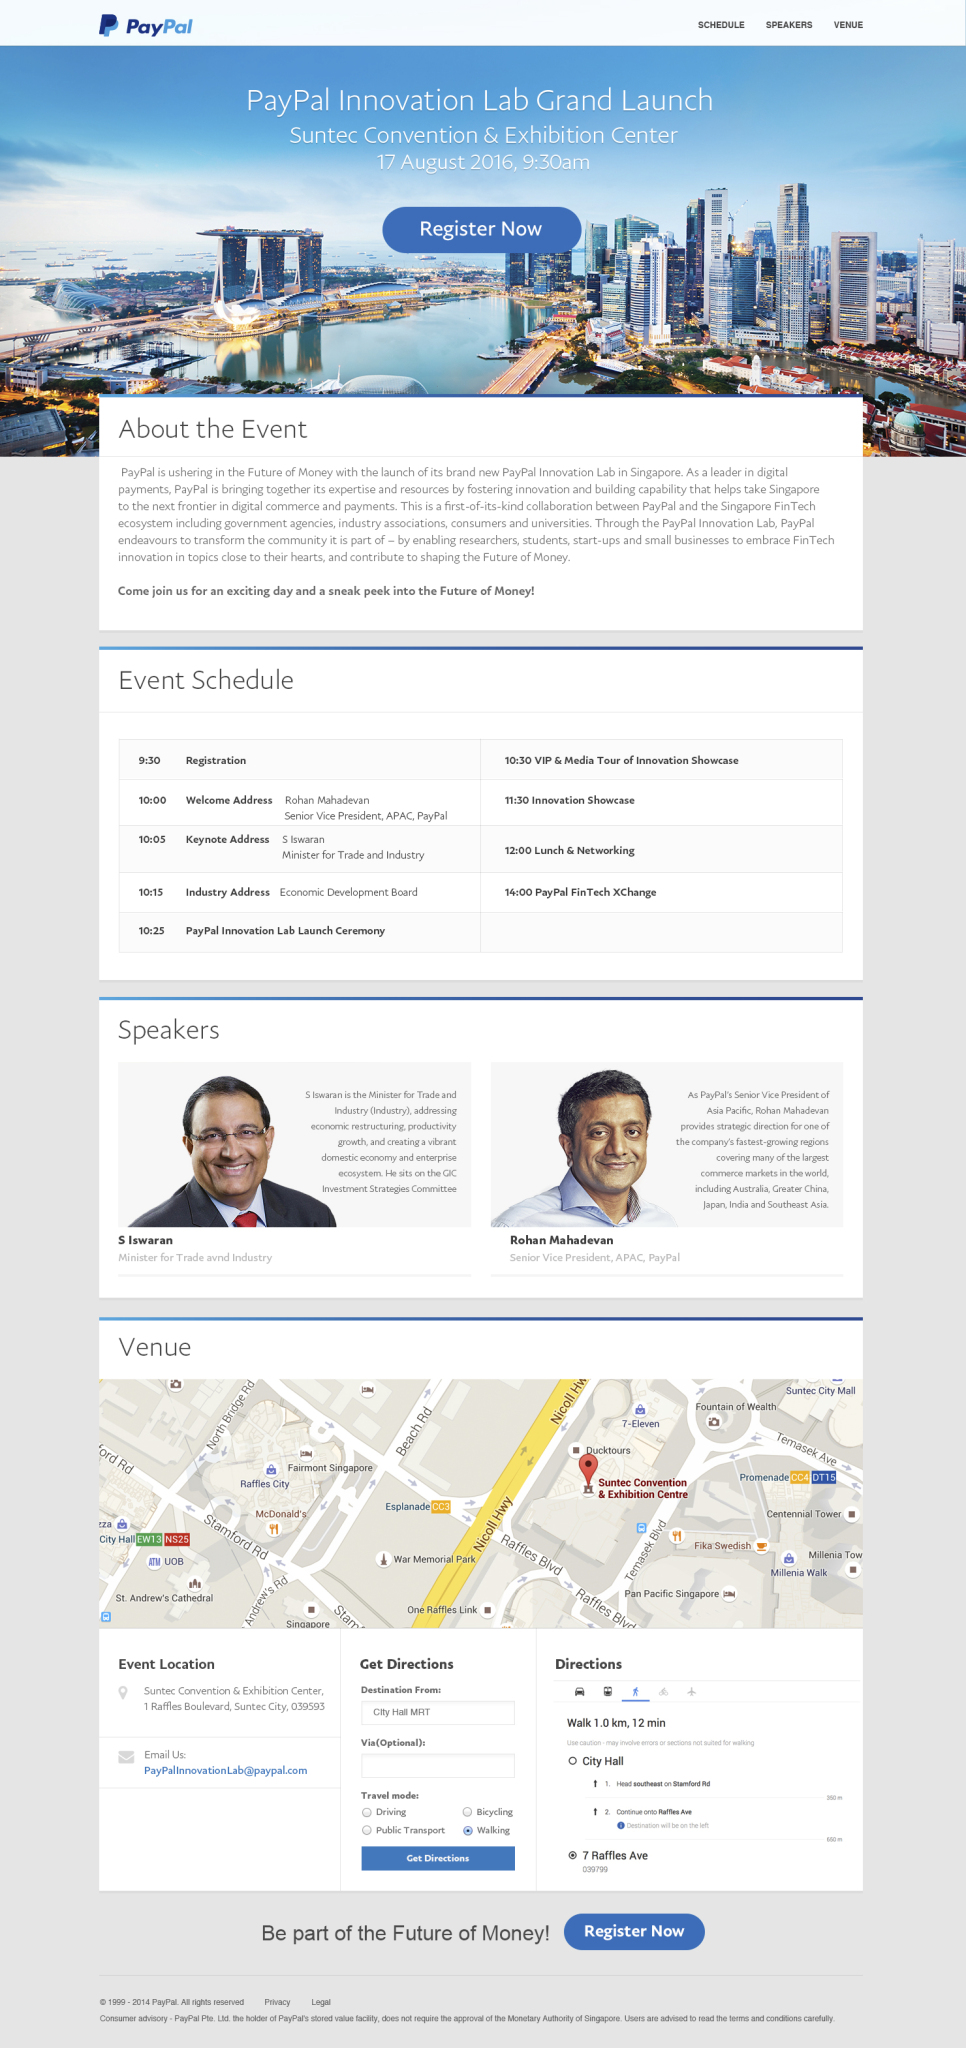 PayPal
SCHEDULE SPEAKERS VENUE
PayPal Innovation Lab Grand Launch
Suntec Convention & Exhibition Center
17 August 2016, 9:30am
Register Now
About the Event
PayPal is ushering in the Future of Money with the launch of its brand new PayPal Innovation Lab in Singapore. As a leader in digital
payments, PayPal is bringing together its expertise and resources by fostering innovation and building capability that helps take Singapore
to the next frontier in digital commerce and payments. This is a first-of-its-kind collaboration between PayPal and the Singapore FinTech
ecosystem including government agencies, industry associations, consumers and universities. Through the PayPal Innovation Lab, PayPal
endeavours to transform the community it is part of – by enabling researchers, students, start-ups and small businesses to embrace FinTech
innovation in topics close to their hearts, and contribute to shaping the Future of Money.
Come join us for an exciting day and a sneak peek into the Future of Money!
Event Schedule
9:30 Registration
10:30 VIP & Media Tour of Innovation Showcase
10:00 Welcome Address Rohan Mahadevan
Senior Vice President, APAC, PayPal
11:30 Innovation Showcase
10:05 Keynote Address S Iswaran
Minister for Trade and Industry
12:00 Lunch & Networking
10:15 Industry Address Economic Development Board
14:00 PayPal FinTech XChange
10:25 PayPal Innovation Lab Launch Ceremony
Speakers
S Iswaran is the Minister for Trade and
Industry (Industry), addressing
economic restructuring, productivity
growth, and creating a vibrant
domestic economy and enterprise
ecosystem. He sits on the GIC
Investment Strategies Committee
S Iswaran
Minister for Trade avnd Industry
As PayPal's Senior Vice President of
Asia Pacific, Rohan Mahadevan
provides strategic direction for one of
the company's fastest-growing regions
covering many of the largest
commerce markets in the world,
including Australia, Greater China,
Japan, India and Southeast Asia.
Rohan Mahadevan
Senior Vice President, APAC, PayPal
Venue
Suntec City Mall
Fountain of Wealth
7-Eleven
Nicoll Hw
North Bridge Rd
Beach Rd
Temasek Ave
Ducktours
ford Rd
Fairmont Singapore
Raffles City
Suntec Convention
& Exhibition Centre
Promenade CC4 DT15
Esplanade CC3
McDonald's
Centennial Tower
zza
Stamford Rd
Nicoll Hwy
City Hall EW13 NS25
Raffles Blvd
Temasek Blvd
Fika Swedish
Millenia Tow
ATM UOB
War Memorial Park
Millenia Walk
St. Andrew's Cathedral
Andrew's Rd
Pan Pacific Singapore
One Raffles Link
Raffles Blvd
Stam
Singapore
Event Location
Suntec Convention & Exhibition Center,
1 Raffles Boulevard, Suntec City, 039593
Email Us:
PayPalInnovationLab@paypal.com
Get Directions
Destination From:
CIty Hall MRT
Via(Optional):
Travel mode:
Driving Bicycling
Public Transport Walking
Get Directions
Directions
Walk 1.0 km, 12 min
Use caution - may involve errors or sections not suited for walking
City Hall
1. Head southeast on Stamford Rd
350 m
2. Continue onto Raffles Ave
Destination will be on the left
650 m
7 Raffles Ave
039799
Be part of the Future of Money!
Register Now
© 1999 - 2014 PayPal. All rights reserved Privacy Legal
Consumer advisory - PayPal Pte. Ltd. the holder of PayPal's stored value facility, does not require the approval of the Monetary Authority of Singapore. Users are advised to read the terms and conditions carefully.